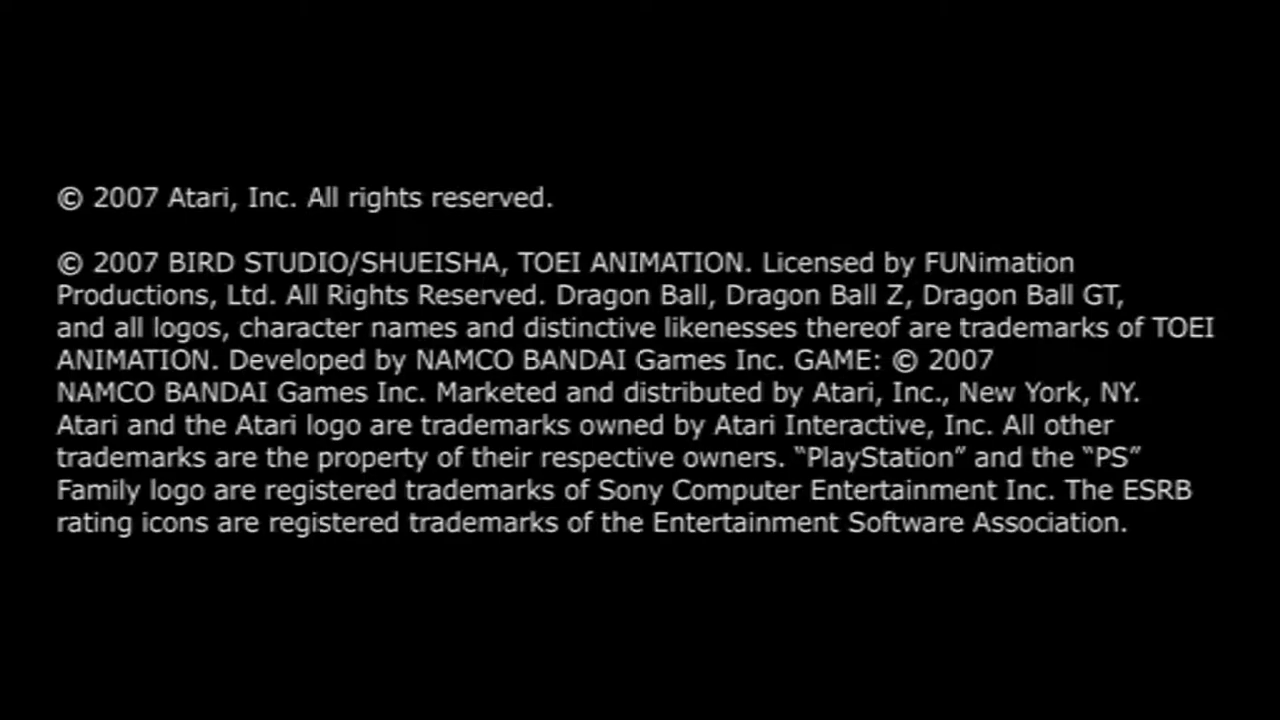 © 2007 Atari, Inc. All rights reserved.
© 2007 BIRD STUDIO/SHUEISHA, TOEI ANIMATION. Licensed by FUNimation
Productions, Ltd. All Rights Reserved. Dragon Ball, Dragon Ball Z, Dragon Ball GT,
and all logos, character names and distinctive likenesses thereof are trademarks of TOEI
ANIMATION. Developed by NAMCO BANDAI Games Inc. GAME: © 2007
NAMCO BANDAI Games Inc. Marketed and distributed by Atari, Inc., New York, NY.
Atari and the Atari logo are trademarks owned by Atari Interactive, Inc. All other
trademarks are the property of their respective owners. “PlayStation” and the “PS”
Family logo are registered trademarks of Sony Computer Entertainment Inc. The ESRB
rating icons are registered trademarks of the Entertainment Software Association.